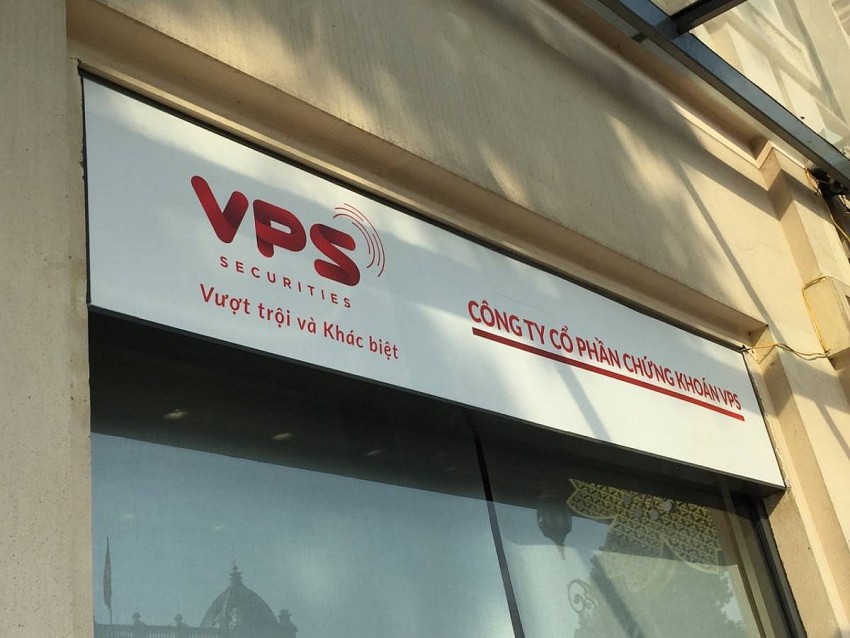 VPS
SECURITIES
Vượt trội và Khác biệt
CÔNG TY CỔ PHẦN CHỨNG KHOÁN VPS